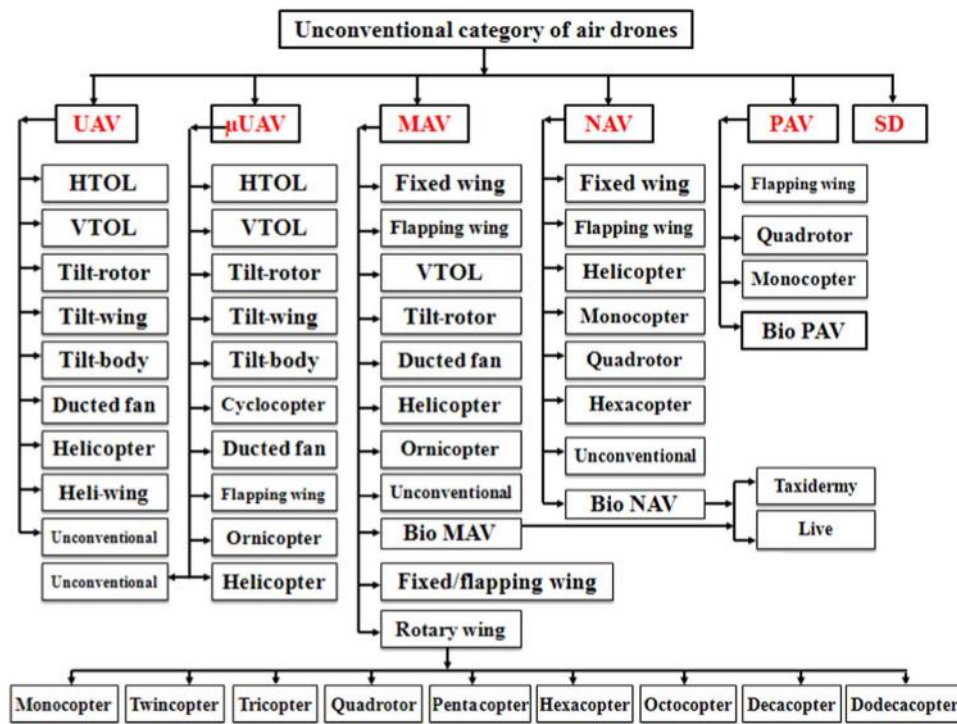 Unconventional category of air drones
UAV
µUAV
MAV
NAV
PAV
SD
HTOL
VTOL
Tilt-rotor
Tilt-wing
Tilt-body
Ducted fan
Helicopter
Heli-wing
Unconventional
Unconventional
HTOL
VTOL
Tilt-rotor
Tilt-wing
Tilt-body
Cyclocopter
Ducted fan
Flapping wing
Ornicopter
Helicopter
Fixed wing
Flapping wing
VTOL
Tilt-rotor
Ducted fan
Helicopter
Ornicopter
Unconventional
Bio MAV
Fixed/flapping wing
Rotary wing
Fixed wing
Flapping wing
Helicopter
Monocopter
Quadrotor
Hexacopter
Unconventional
Bio NAV
Flapping wing
Quadrotor
Monocopter
Bio PAV
Taxidermy
Live
Monocopter
Twincopter
Tricopter
Quadrotor
Pentacopter
Hexacopter
Octocopter
Decacopter
Dodecacopter